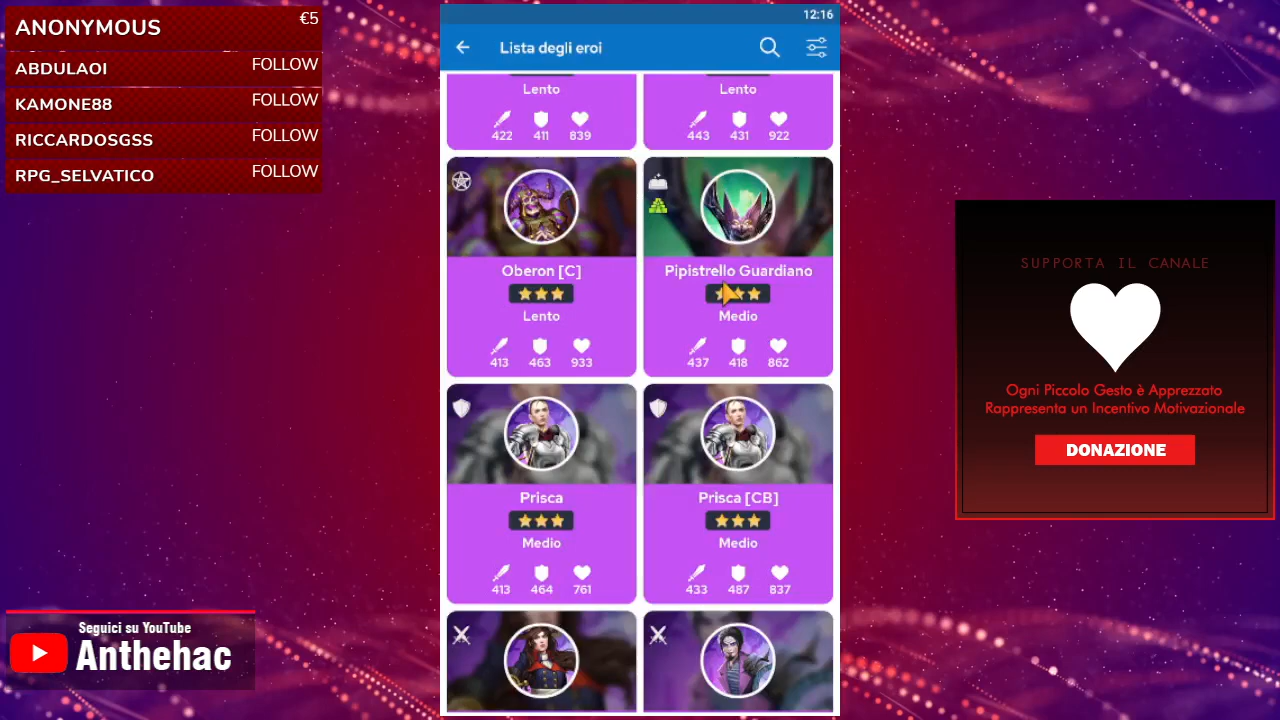 ANONYMOUS €5
ABDULAOI FOLLOW
KAMONE88 FOLLOW
RICCARDOSGSS FOLLOW
RPG_SELVATICO FOLLOW
12:16
Lista degli eroi
Lento
422 411 839
Lento
443 431 922
Oberon [C]
Lento
413 463 933
Pipistrello Guardiano
Medio
437 418 862
Prisca
Medio
413 464 761
Prisca [CB]
Medio
433 487 837
SUPPORTA IL CANALE
Ogni Piccolo Gesto è Apprezzato
Rappresenta un Incentivo Motivazionale
DONAZIONE
Seguici su YouTube
Anthehac